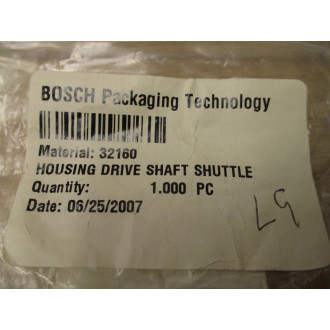 BOSCH Packaging Technology
Material: 32160
HOUSING DRIVE SHAFT SHUTTLE
Quantity: 1.000 PC
Date: 06/25/2007
L9